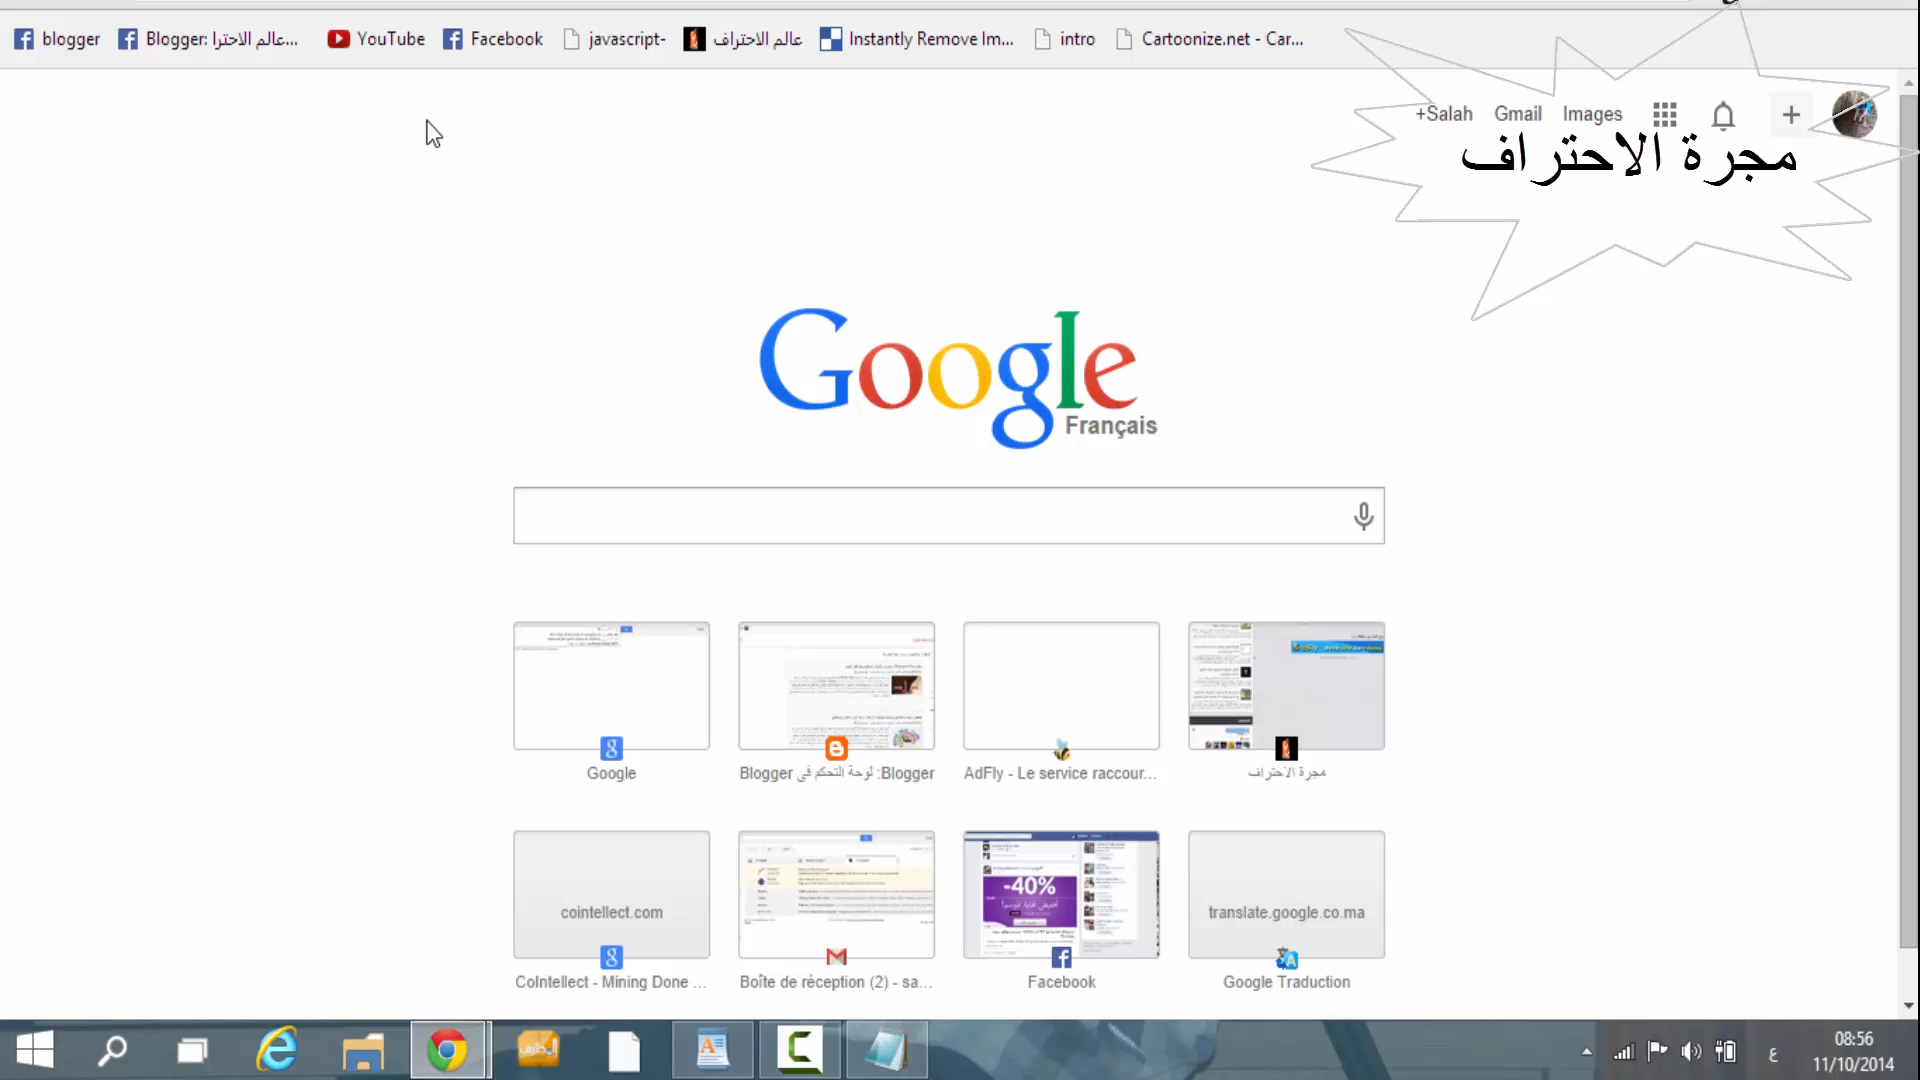 blogger
Blogger: عالم الاحترا...
YouTube
Facebook
javascript-
عالم الاحتراف
Instantly Remove Im...
intro
Cartoonize.net - Car...
+Salah
Gmail
Images
مجرة الاحتراف
Google
Français
Google
Blogger: لوحة التحكم في Blogger
AdFly - Le service raccour...
مجرة الاحتراف
cointellect.com
-40%
translate.google.co.ma
CoIntellect - Mining Done ...
Boîte de réception (2) - sa...
Facebook
Google Traduction
ع
08:56
11/10/2014